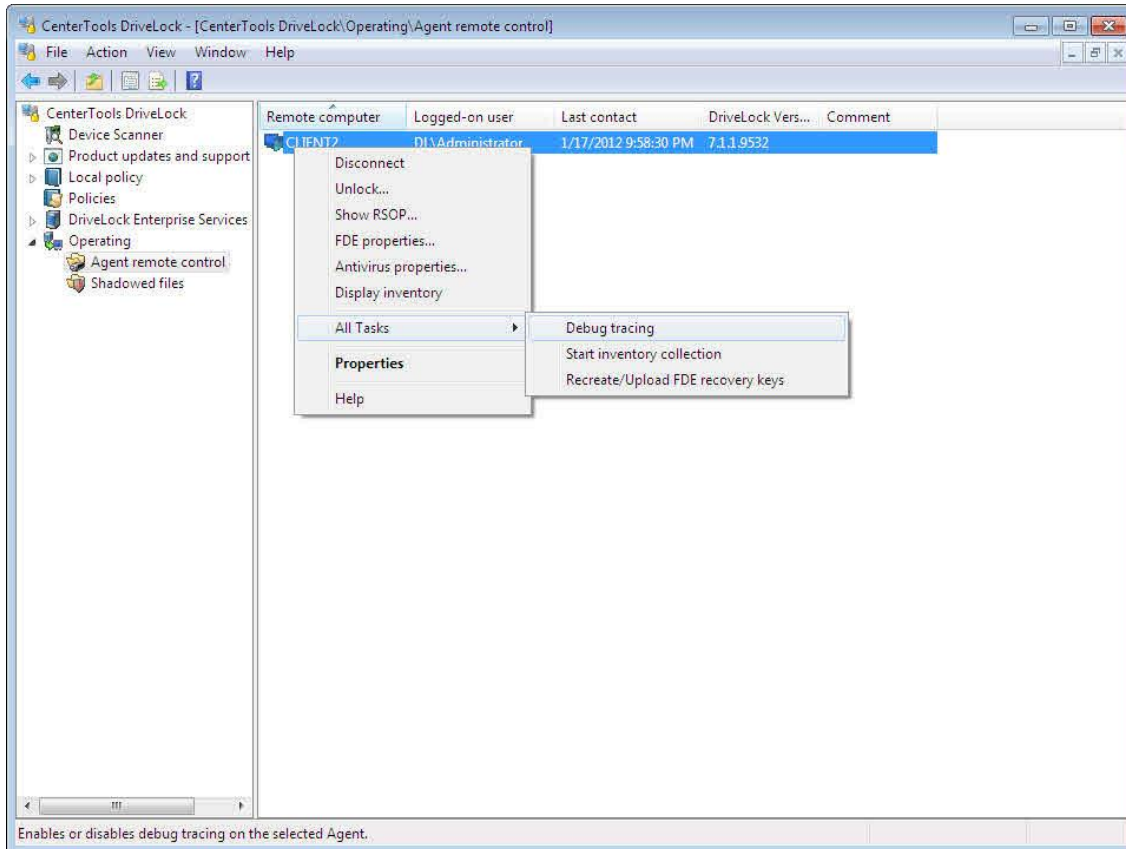 CenterTools DriveLock - [CenterTools DriveLock\Operating\Agent remote control]
File Action View Window Help
CenterTools DriveLock
Device Scanner
Product updates and support
Local policy
Policies
DriveLock Enterprise Services
Operating
Agent remote control
Shadowed files
Remote computer Logged-on user Last contact DriveLock Vers... Comment
CLIENT2 DL\Administrator 1/17/2012 9:58:30 PM 7.1.1.9532
Disconnect
Unlock...
Show RSOP...
FDE properties...
Antivirus properties...
Display inventory
All Tasks
Properties
Help
Debug tracing
Start inventory collection
Recreate/Upload FDE recovery keys
Enables or disables debug tracing on the selected Agent.